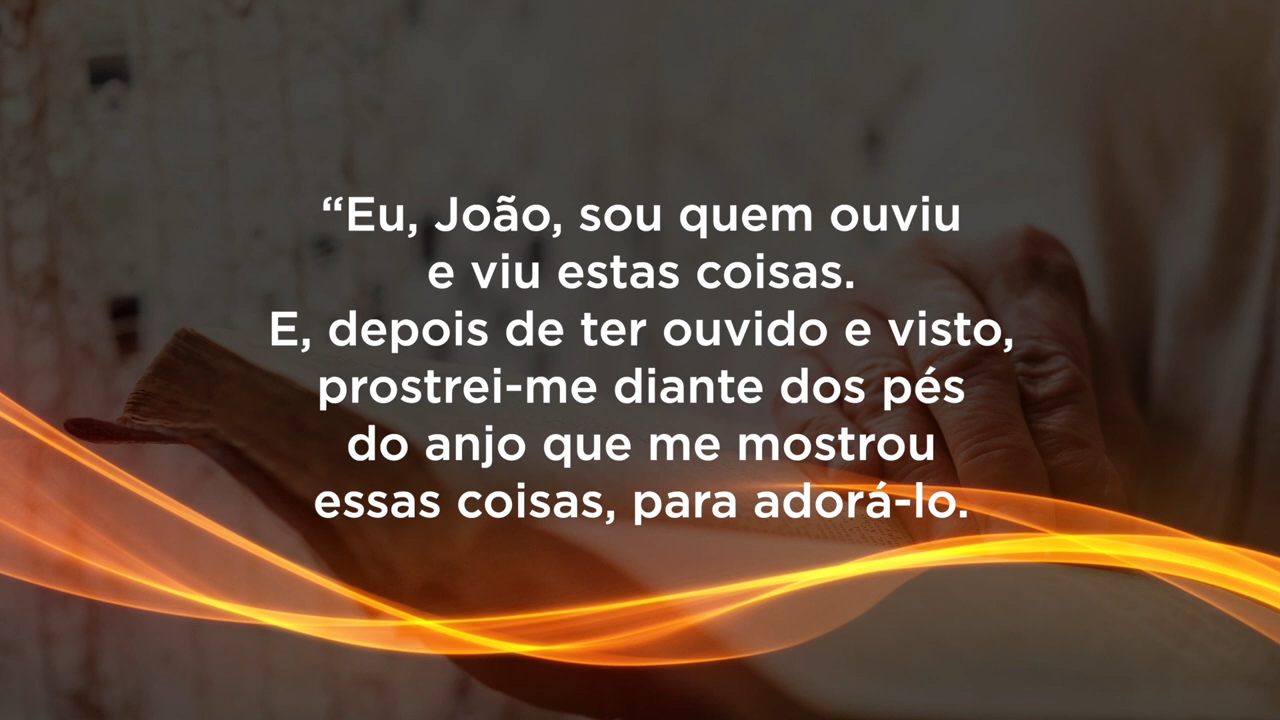 “Eu, João, sou quem ouviu
e viu estas coisas.
E, depois de ter ouvido e visto,
prostrei-me diante dos pés
do anjo que me mostrou
essas coisas, para adorá-lo.